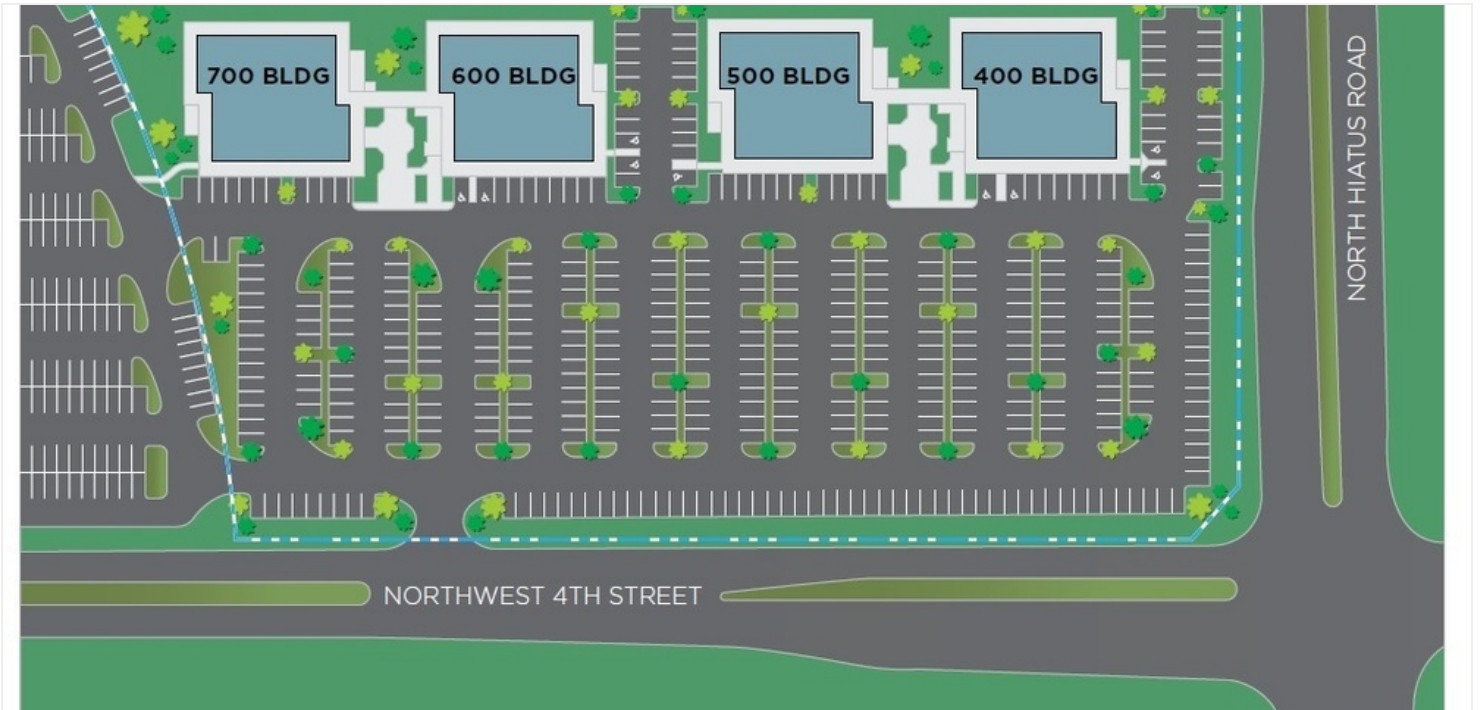 700 BLDG
600 BLDG
500 BLDG
400 BLDG
NORTH HIATUS ROAD
NORTHWEST 4TH STREET